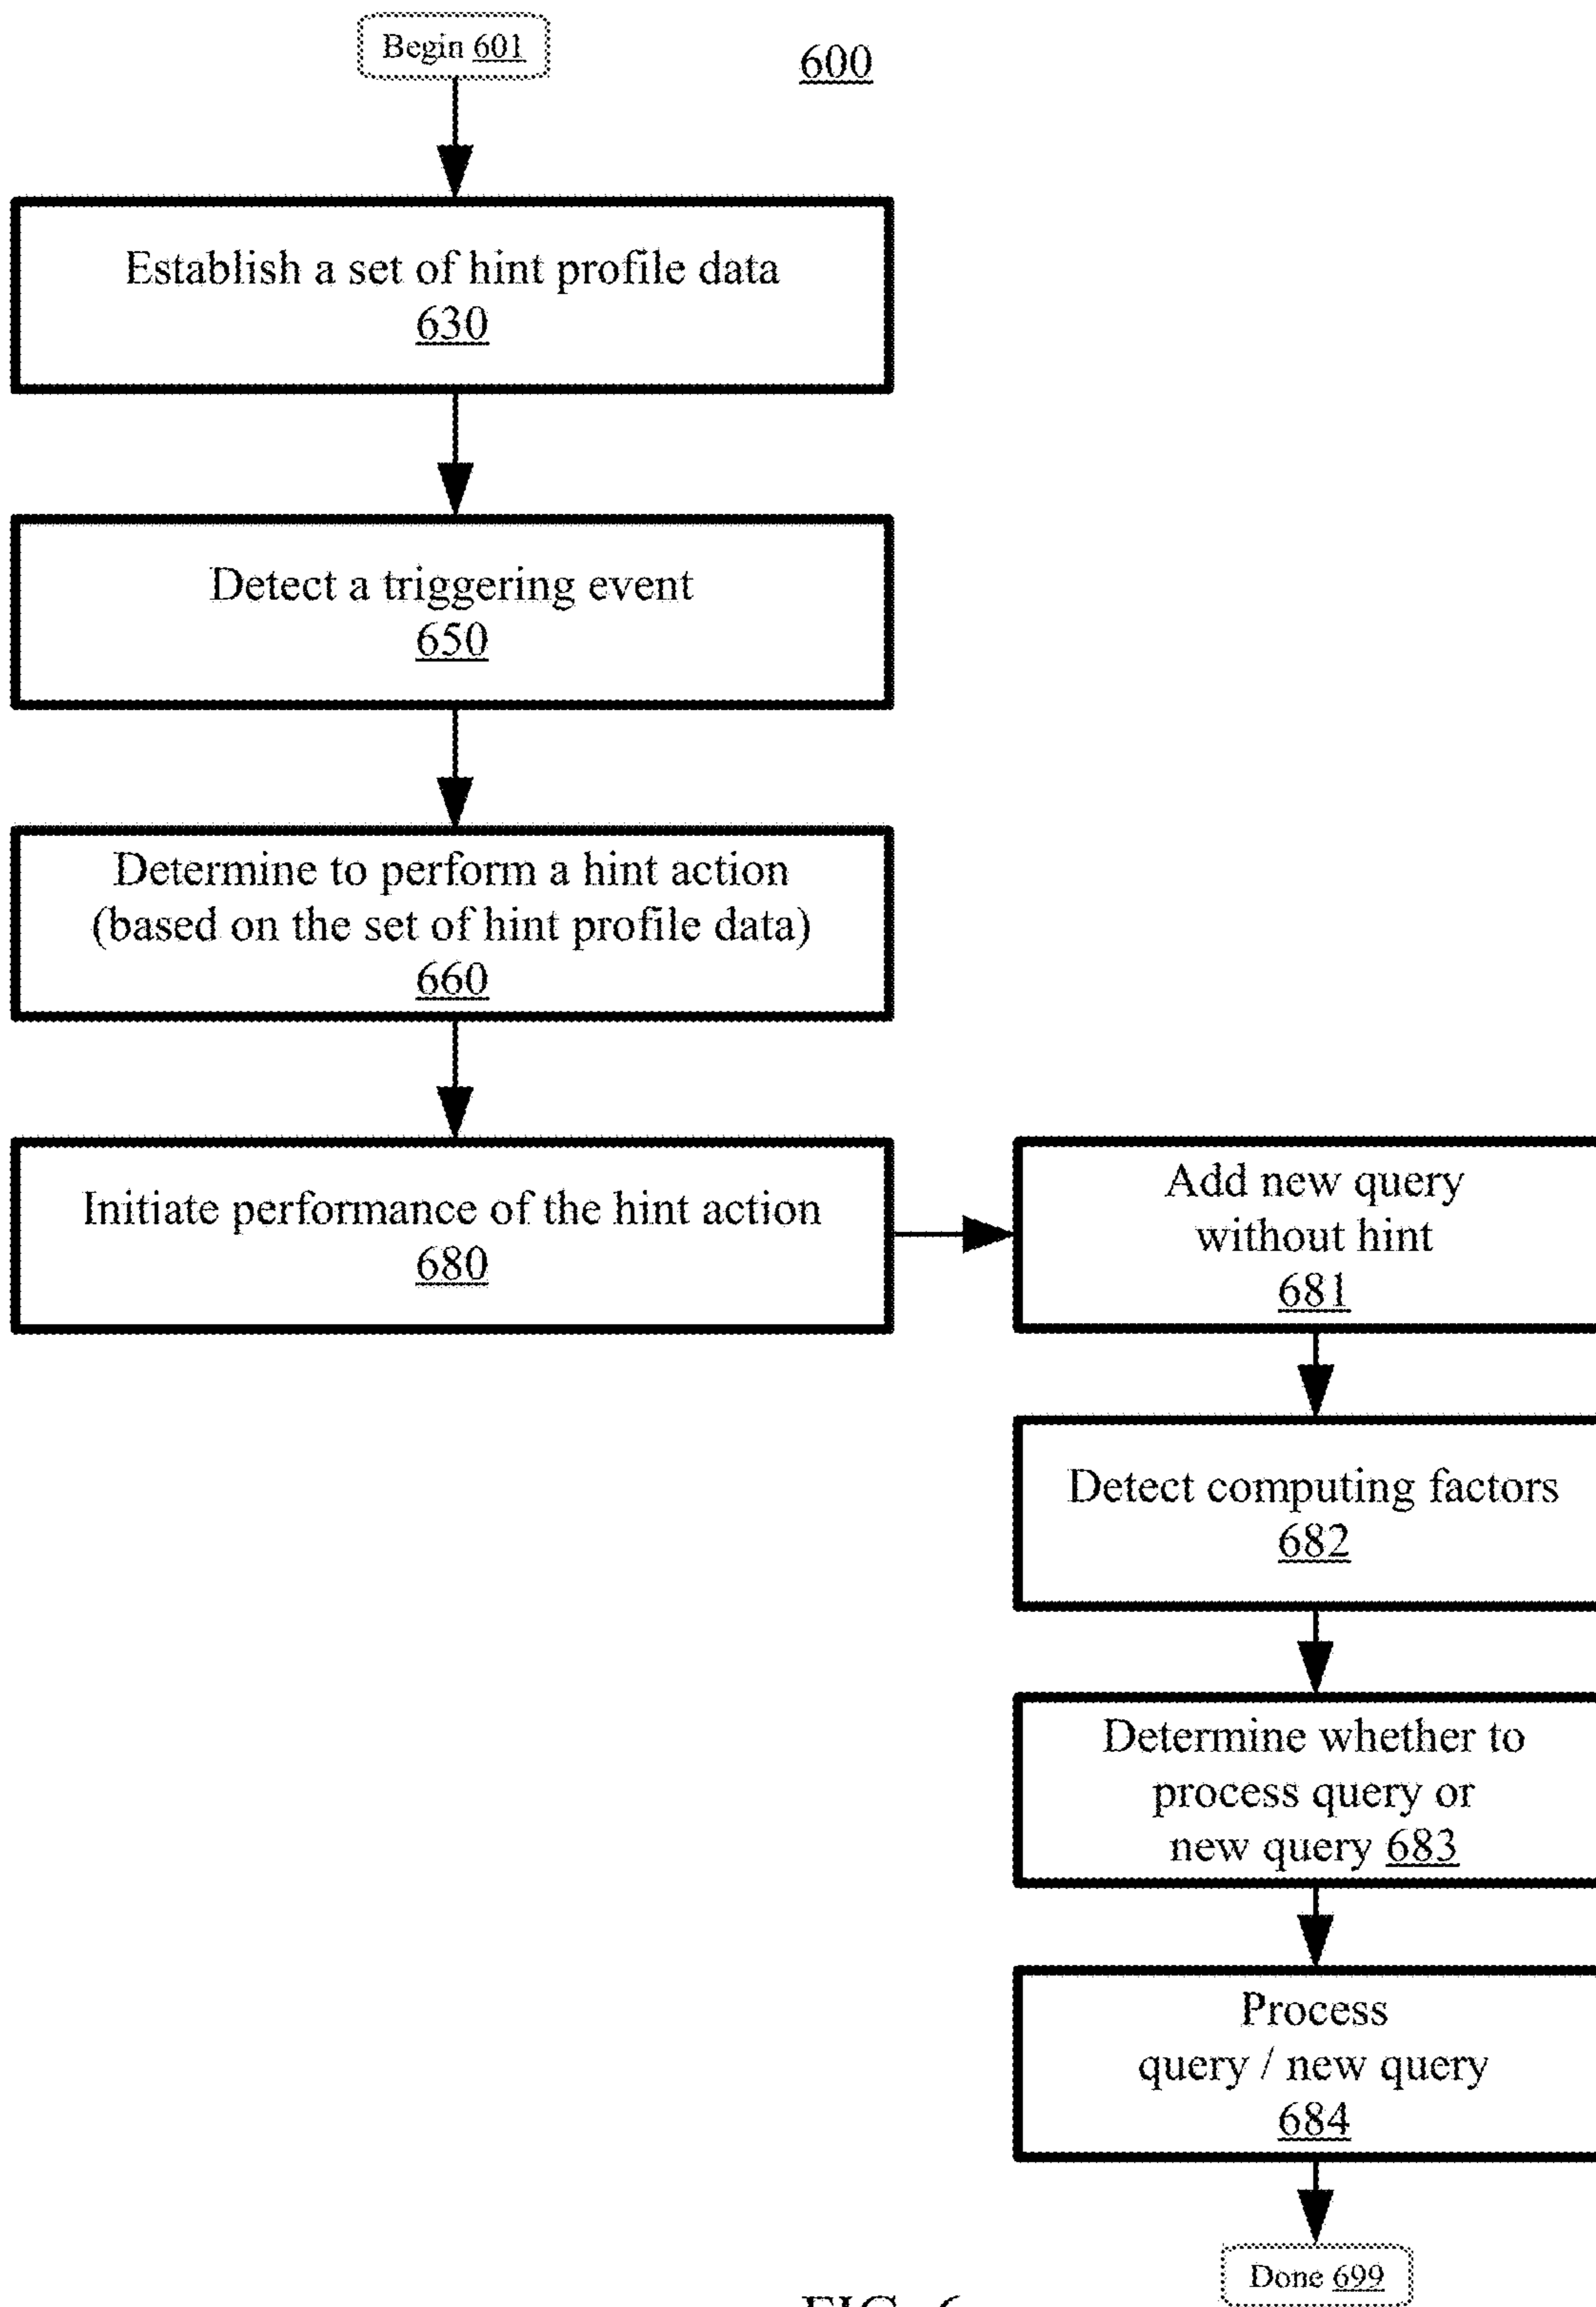 Begin 601
600
Establish a set of hint profile data
630
Detect a triggering event
650
Determine to perform a hint action
(based on the set of hint profile data)
660
Initiate performance of the hint action
680
Add new query
without hint
681
Detect computing factors
682
Determine whether to
process query or
new query 683
Process
query / new query
684
Done 699
FIG. 6